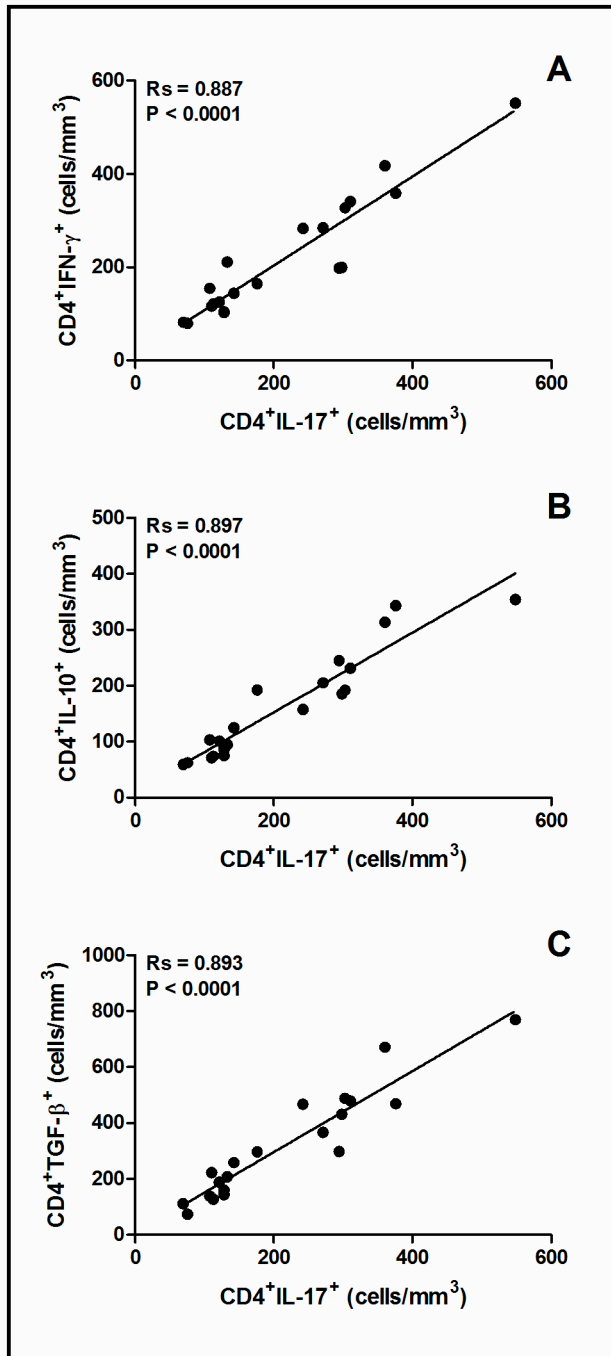 A
Rs = 0.887
P < 0.0001
600
400
200
0
CD4⁺IFN-γ⁺ (cells/mm³)
0 200 400 600
CD4⁺IL-17⁺ (cells/mm³)
B
Rs = 0.897
P < 0.0001
500
400
300
200
100
0
CD4⁺IL-10⁺ (cells/mm³)
0 200 400 600
CD4⁺IL-17⁺ (cells/mm³)
C
Rs = 0.893
P < 0.0001
1000
800
600
400
200
0
CD4⁺TGF-β⁺ (cells/mm³)
0 200 400 600
CD4⁺IL-17⁺ (cells/mm³)